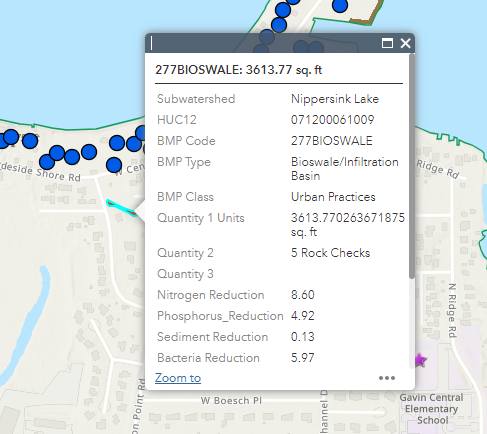 277BIOSWALE: 3613.77 sq. ft
Subwatershed Nippersink Lake
HUC12 071200061009
BMP Code 277BIOSWALE
BMP Type Bioswale/Infiltration
Basin
BMP Class Urban Practices
Quantity 1 Units 3613.770263671875
sq. ft
Quantity 2 5 Rock Checks
Quantity 3
Nitrogen Reduction 8.60
Phosphorus_Reduction 4.92
Sediment Reduction 0.13
Bacteria Reduction 5.97
Zoom to
deside Shore Rd
N Cen
N Ridge Rd
on Point Rd
W Boesch Pl
hannel D
Gavin Central
Elementary
School